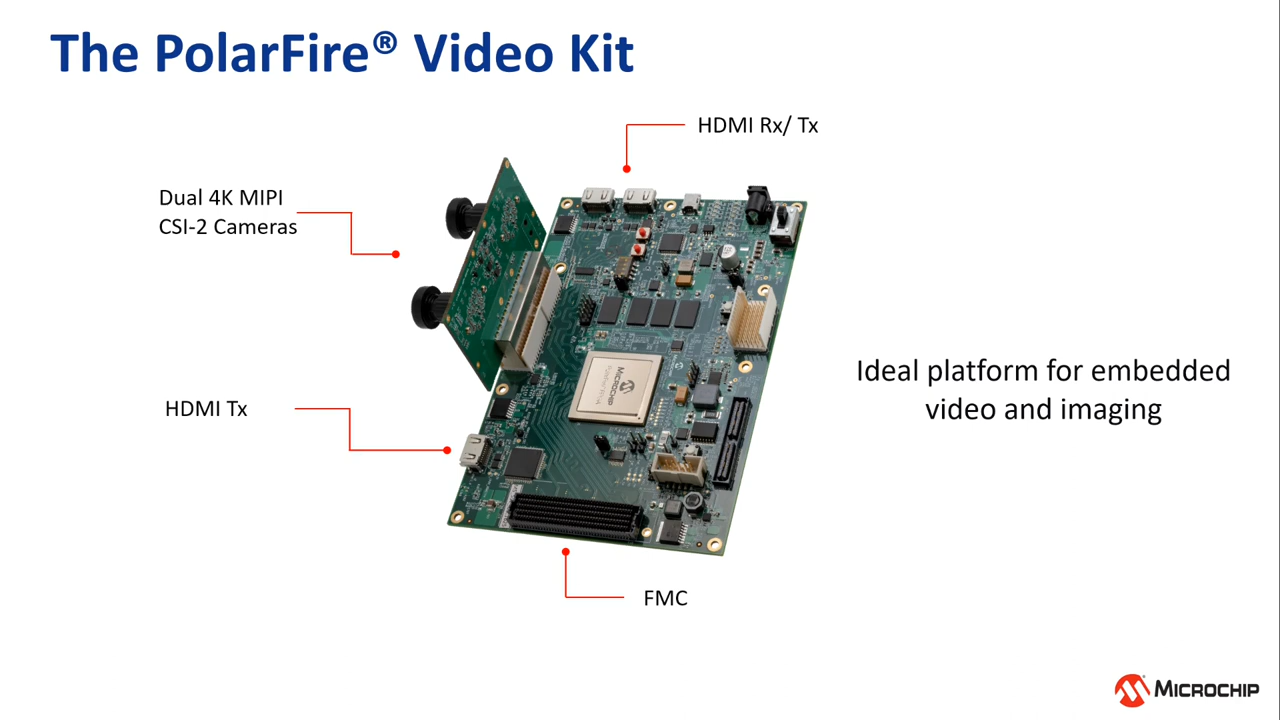 The PolarFire® Video Kit
HDMI Rx/ Tx
Dual 4K MIPI
CSI-2 Cameras
Ideal platform for embedded
video and imaging
HDMI Tx
FMC
MICROCHIP
MICROCHIP